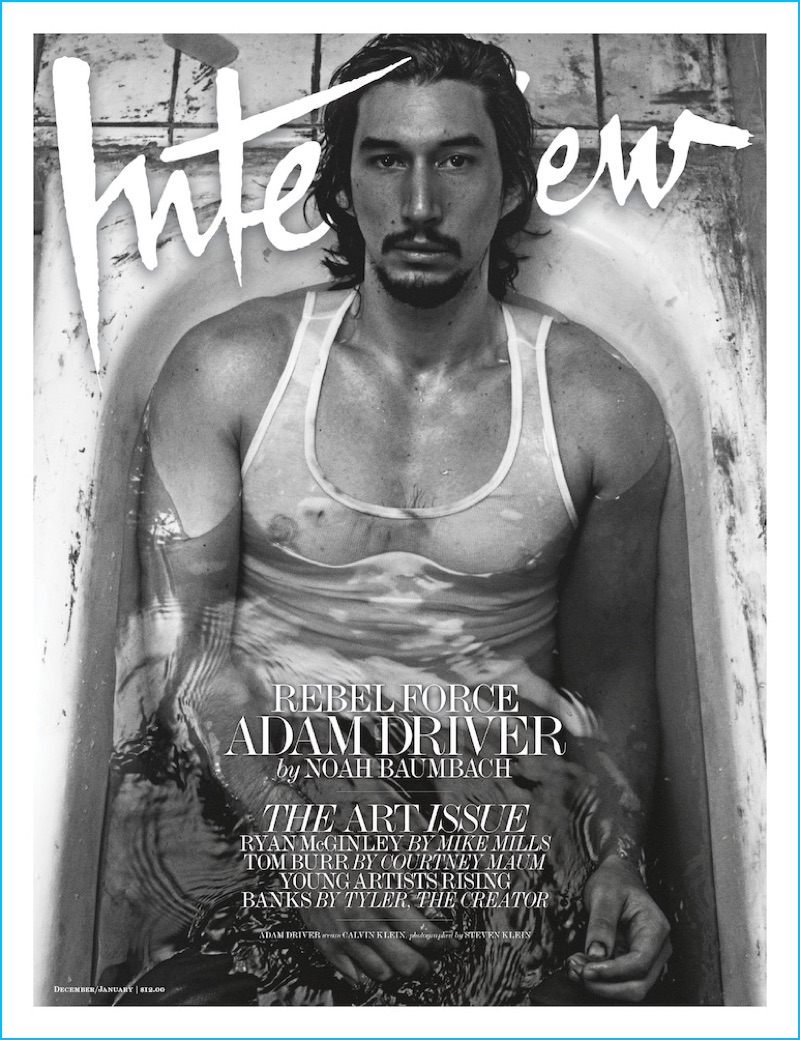 Interview
REBEL FORCE
ADAM DRIVER
by NOAH BAUMBACH
THE ART ISSUE
RYAN McGINLEY BY MIKE MILLS
TOM BURR BY COURTNEY MAUM
YOUNG ARTISTS RISING
BANKS BY TYLER, THE CREATOR
ADAM DRIVER wears CALVIN KLEIN. photographed by STEVEN KLEIN
DECEMBER/JANUARY | $12.00